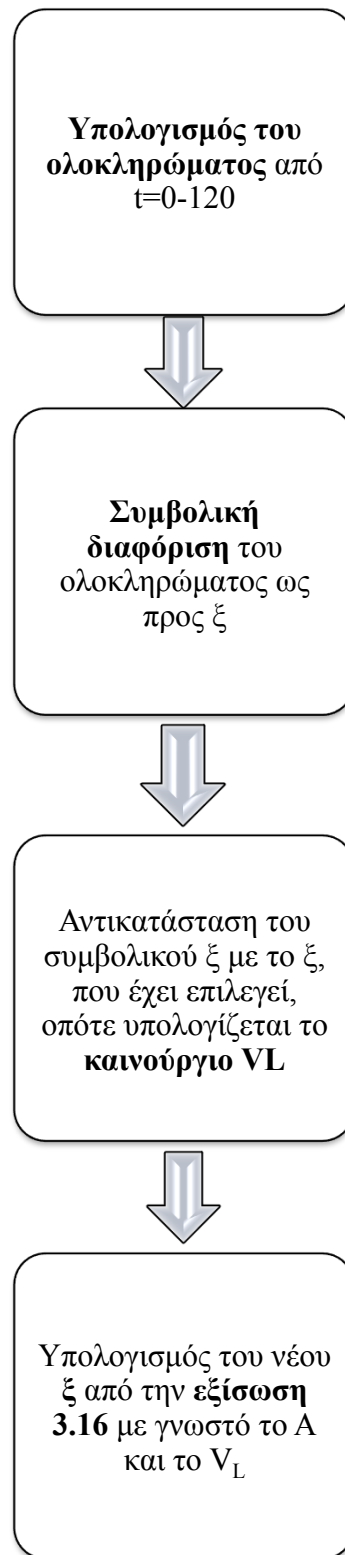 Υπολογισμός του
ολοκληρώματος από
t=0-120
Συμβολική
διαφόριση του
ολοκληρώματος ως
προς ξ
Αντικατάσταση του
συμβολικού ξ με το ξ,
που έχει επιλεγεί,
οπότε υπολογίζεται το
καινούργιο VL
Υπολογισμός του νέου
ξ από την εξίσωση
3.16 με γνωστό το Α
και το V_L